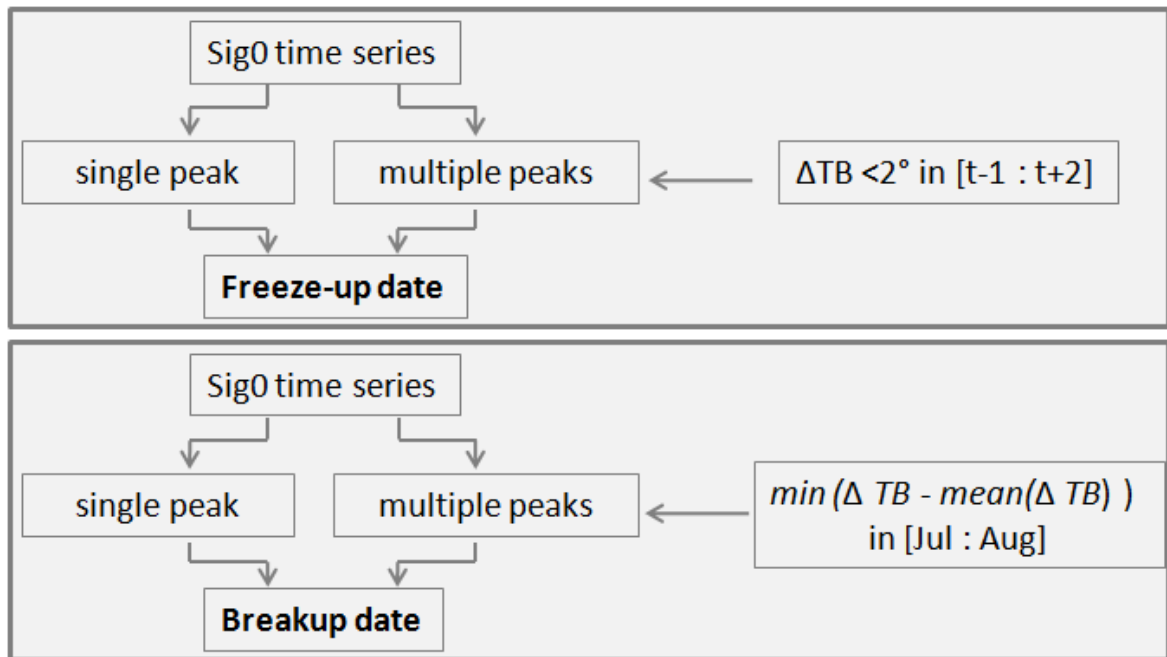 Sig0 time series
single peak
multiple peaks
ΔTB <2° in [t-1 : t+2]
Freeze-up date
Sig0 time series
single peak
multiple peaks
min (Δ TB - mean(Δ TB) )
in [Jul : Aug]
Breakup date